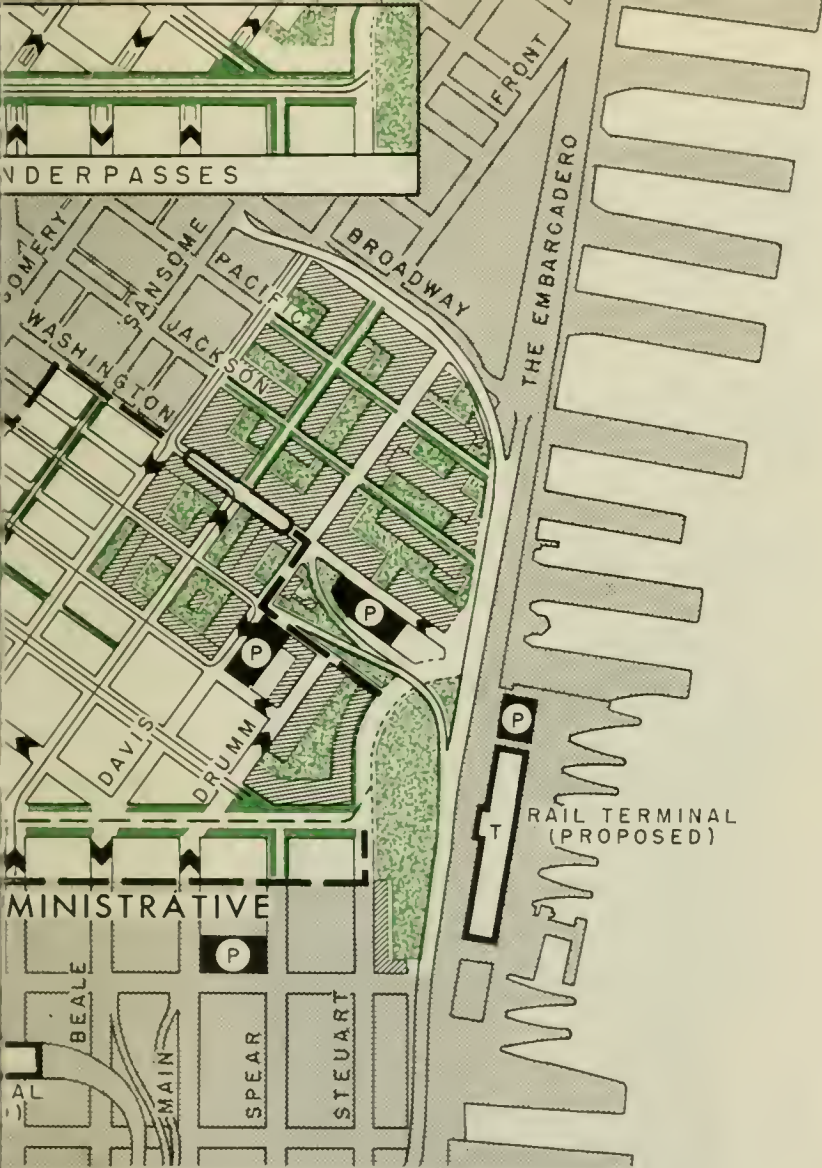 FRONT
NDERPASSES
GOMERY
SANSOME
BROADWAY
THE EMBARCADERO
PACIFIC
JACKSON
WASHINGTON
P
P
P
DAVIS
DRUMM
T
RAIL TERMINAL
(PROPOSED)
MINISTRATIVE
P
BEALE
MAIN
SPEAR
STEUART
AL